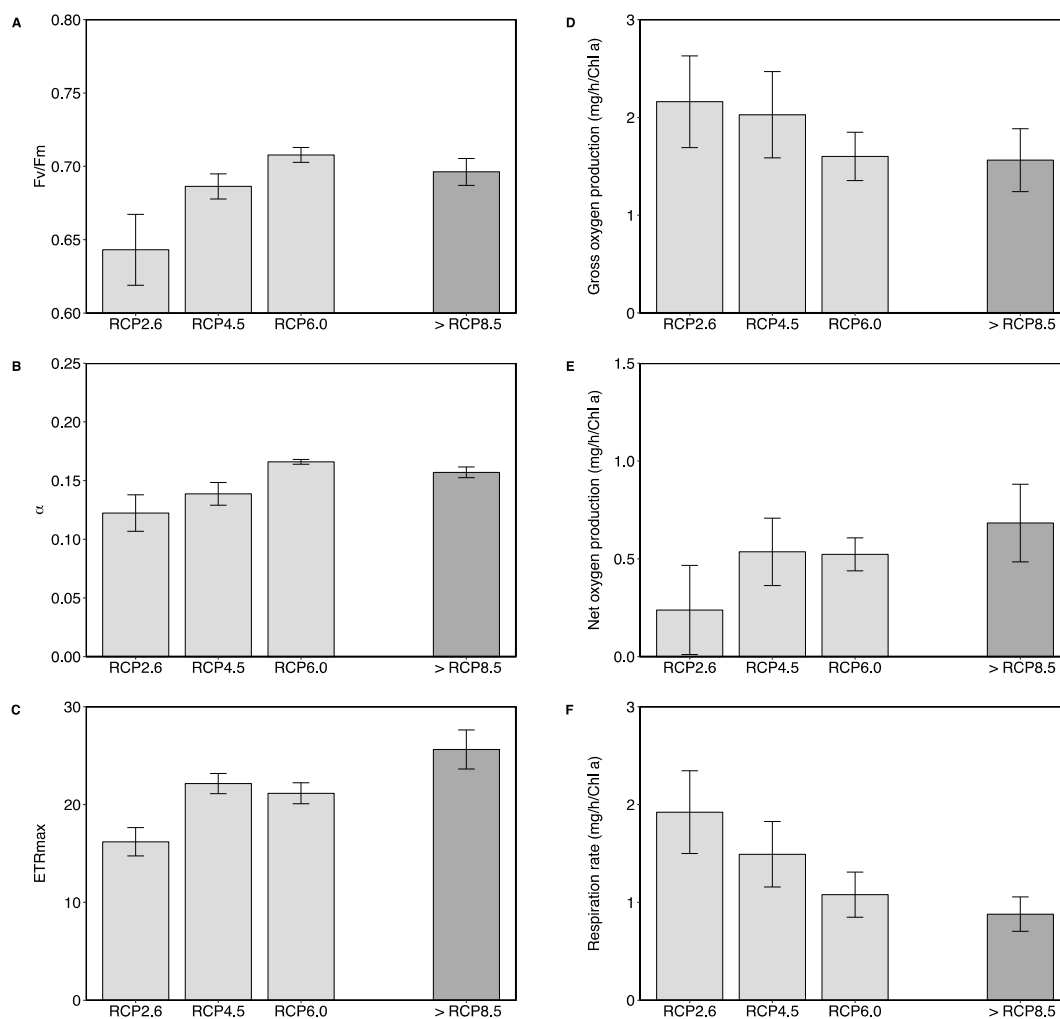 A
Fv/Fm
0.80
0.75
0.70
0.65
0.60
RCP2.6 RCP4.5 RCP6.0 > RCP8.5
B
α
0.25
0.20
0.15
0.10
0.05
0.00
RCP2.6 RCP4.5 RCP6.0 > RCP8.5
C
ETRmax
30
20
10
0
RCP2.6 RCP4.5 RCP6.0 > RCP8.5
D
Gross oxygen production (mg/h/Chl a)
3
2
1
0
RCP2.6 RCP4.5 RCP6.0 > RCP8.5
E
Net oxygen production (mg/h/Chl a)
1.5
1.0
0.5
0.0
RCP2.6 RCP4.5 RCP6.0 > RCP8.5
F
Respiration rate (mg/h/Chl a)
3
2
1
0
RCP2.6 RCP4.5 RCP6.0 > RCP8.5